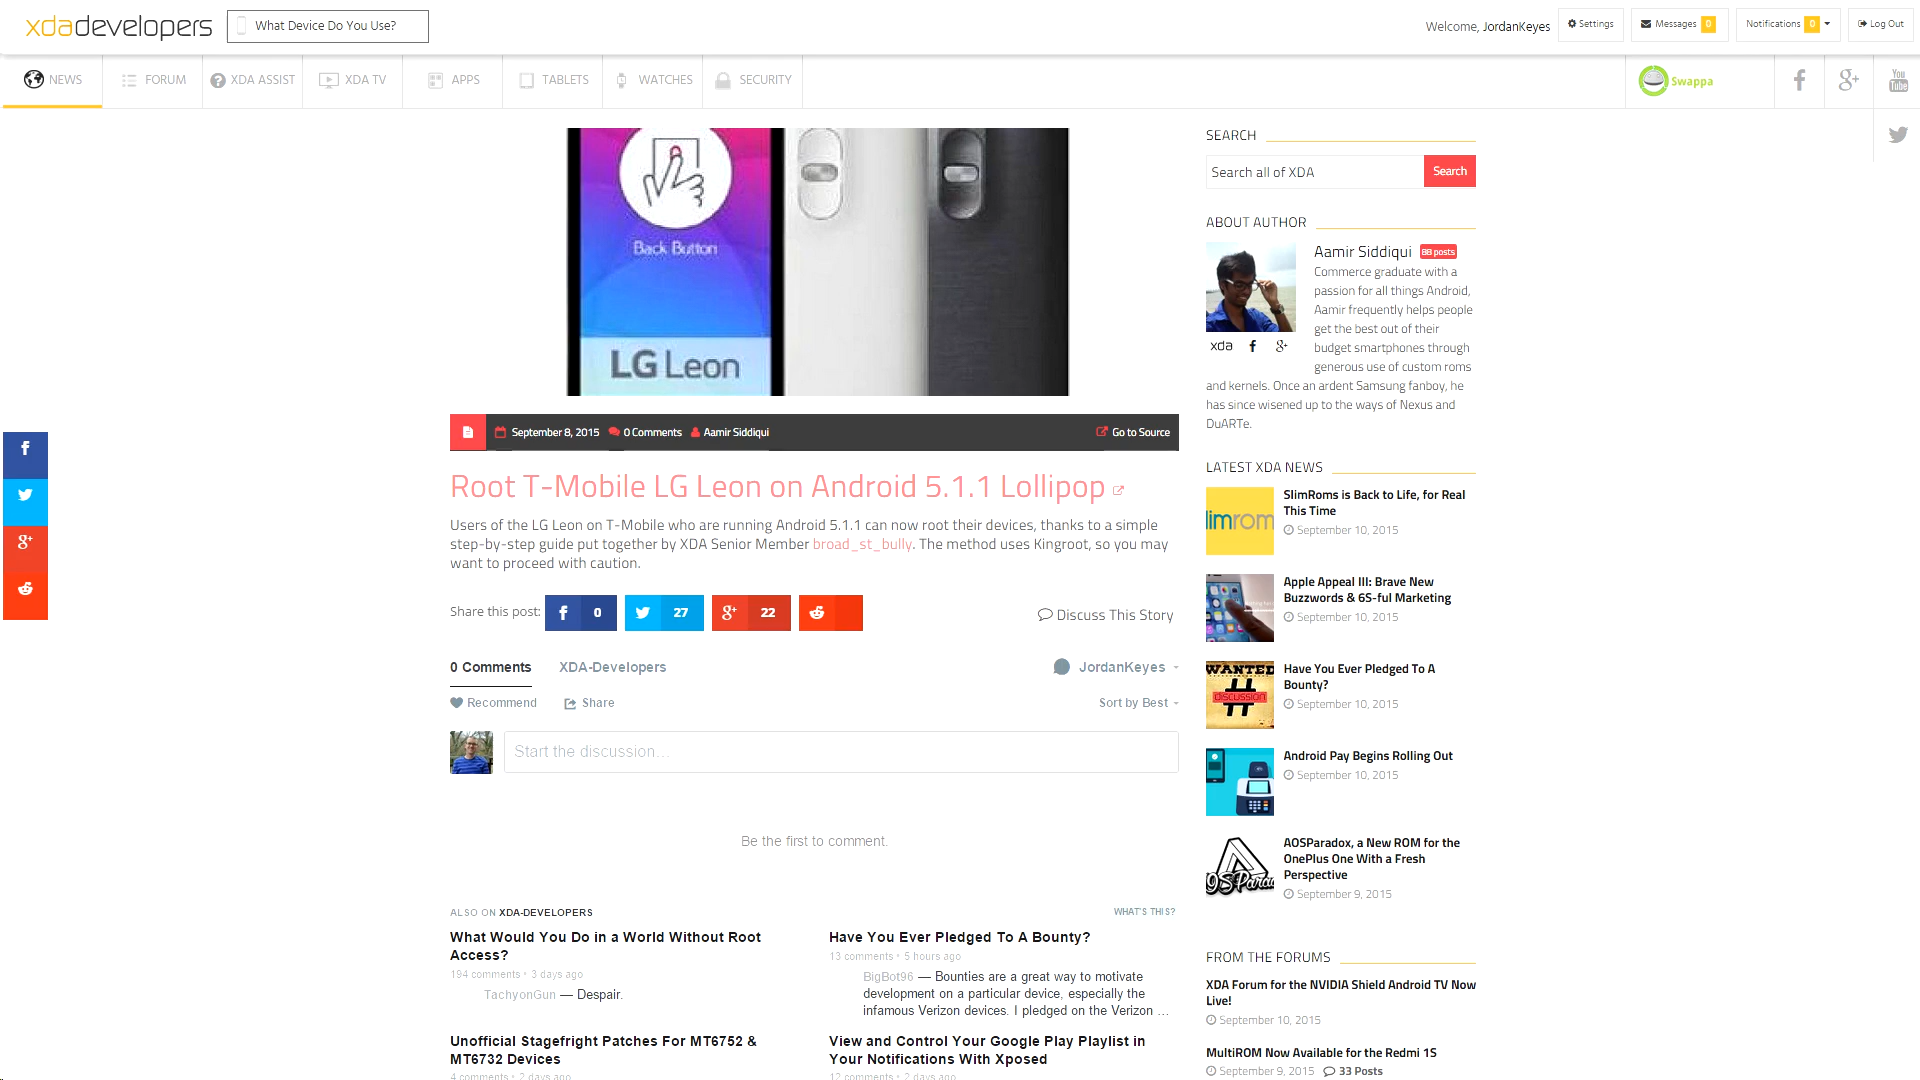 xdadevelopers
What Device Do You Use?
Welcome, JordanKeyes
Settings
Messages 0
Notifications 0
Log Out
NEWS
FORUM
XDA ASSIST
XDA TV
APPS
TABLETS
WATCHES
SECURITY
Swappa
You Tube
Back Button
LG Leon
September 8, 2015 0 Comments Aamir Siddiqui
Go to Source
Root T-Mobile LG Leon on Android 5.1.1 Lollipop
Users of the LG Leon on T-Mobile who are running Android 5.1.1 can now root their devices, thanks to a simple
step-by-step guide put together by XDA Senior Member broad_st_bully. The method uses Kingroot, so you may
want to proceed with caution.
Share this post: 0 27 22
Discuss This Story
0 Comments XDA-Developers
JordanKeyes
Recommend Share
Sort by Best
Start the discussion...
Be the first to comment.
ALSO ON XDA-DEVELOPERS
WHAT'S THIS?
What Would You Do in a World Without Root
Access?
194 comments • 3 days ago
TachyonGun — Despair.
Have You Ever Pledged To A Bounty?
13 comments • 5 hours ago
BigBot96 — Bounties are a great way to motivate
development on a particular device, especially the
infamous Verizon devices. I pledged on the Verizon ...
Unofficial Stagefright Patches For MT6752 &
MT6732 Devices
4 comments • 2 days ago
View and Control Your Google Play Playlist in
Your Notifications With Xposed
12 comments • 2 days ago
SEARCH
Search all of XDA
Search
ABOUT AUTHOR
Aamir Siddiqui 88 posts
Commerce graduate with a
passion for all things Android,
Aamir frequently helps people
get the best out of their
budget smartphones through
generous use of custom roms
and kernels. Once an ardent Samsung fanboy, he
has since wisened up to the ways of Nexus and
DuARTe.
xda
LATEST XDA NEWS
limrom
SlimRoms is Back to Life, for Real
This Time
September 10, 2015
Apple Appeal III: Brave New
Buzzwords & 6S-ful Marketing
September 10, 2015
WANTED
#
discussion
Have You Ever Pledged To A
Bounty?
September 10, 2015
Android Pay Begins Rolling Out
September 10, 2015
OSParad
AOSParadox, a New ROM for the
OnePlus One With a Fresh
Perspective
September 9, 2015
FROM THE FORUMS
XDA Forum for the NVIDIA Shield Android TV Now
Live!
September 10, 2015
MultiROM Now Available for the Redmi 1S
September 9, 2015 33 Posts